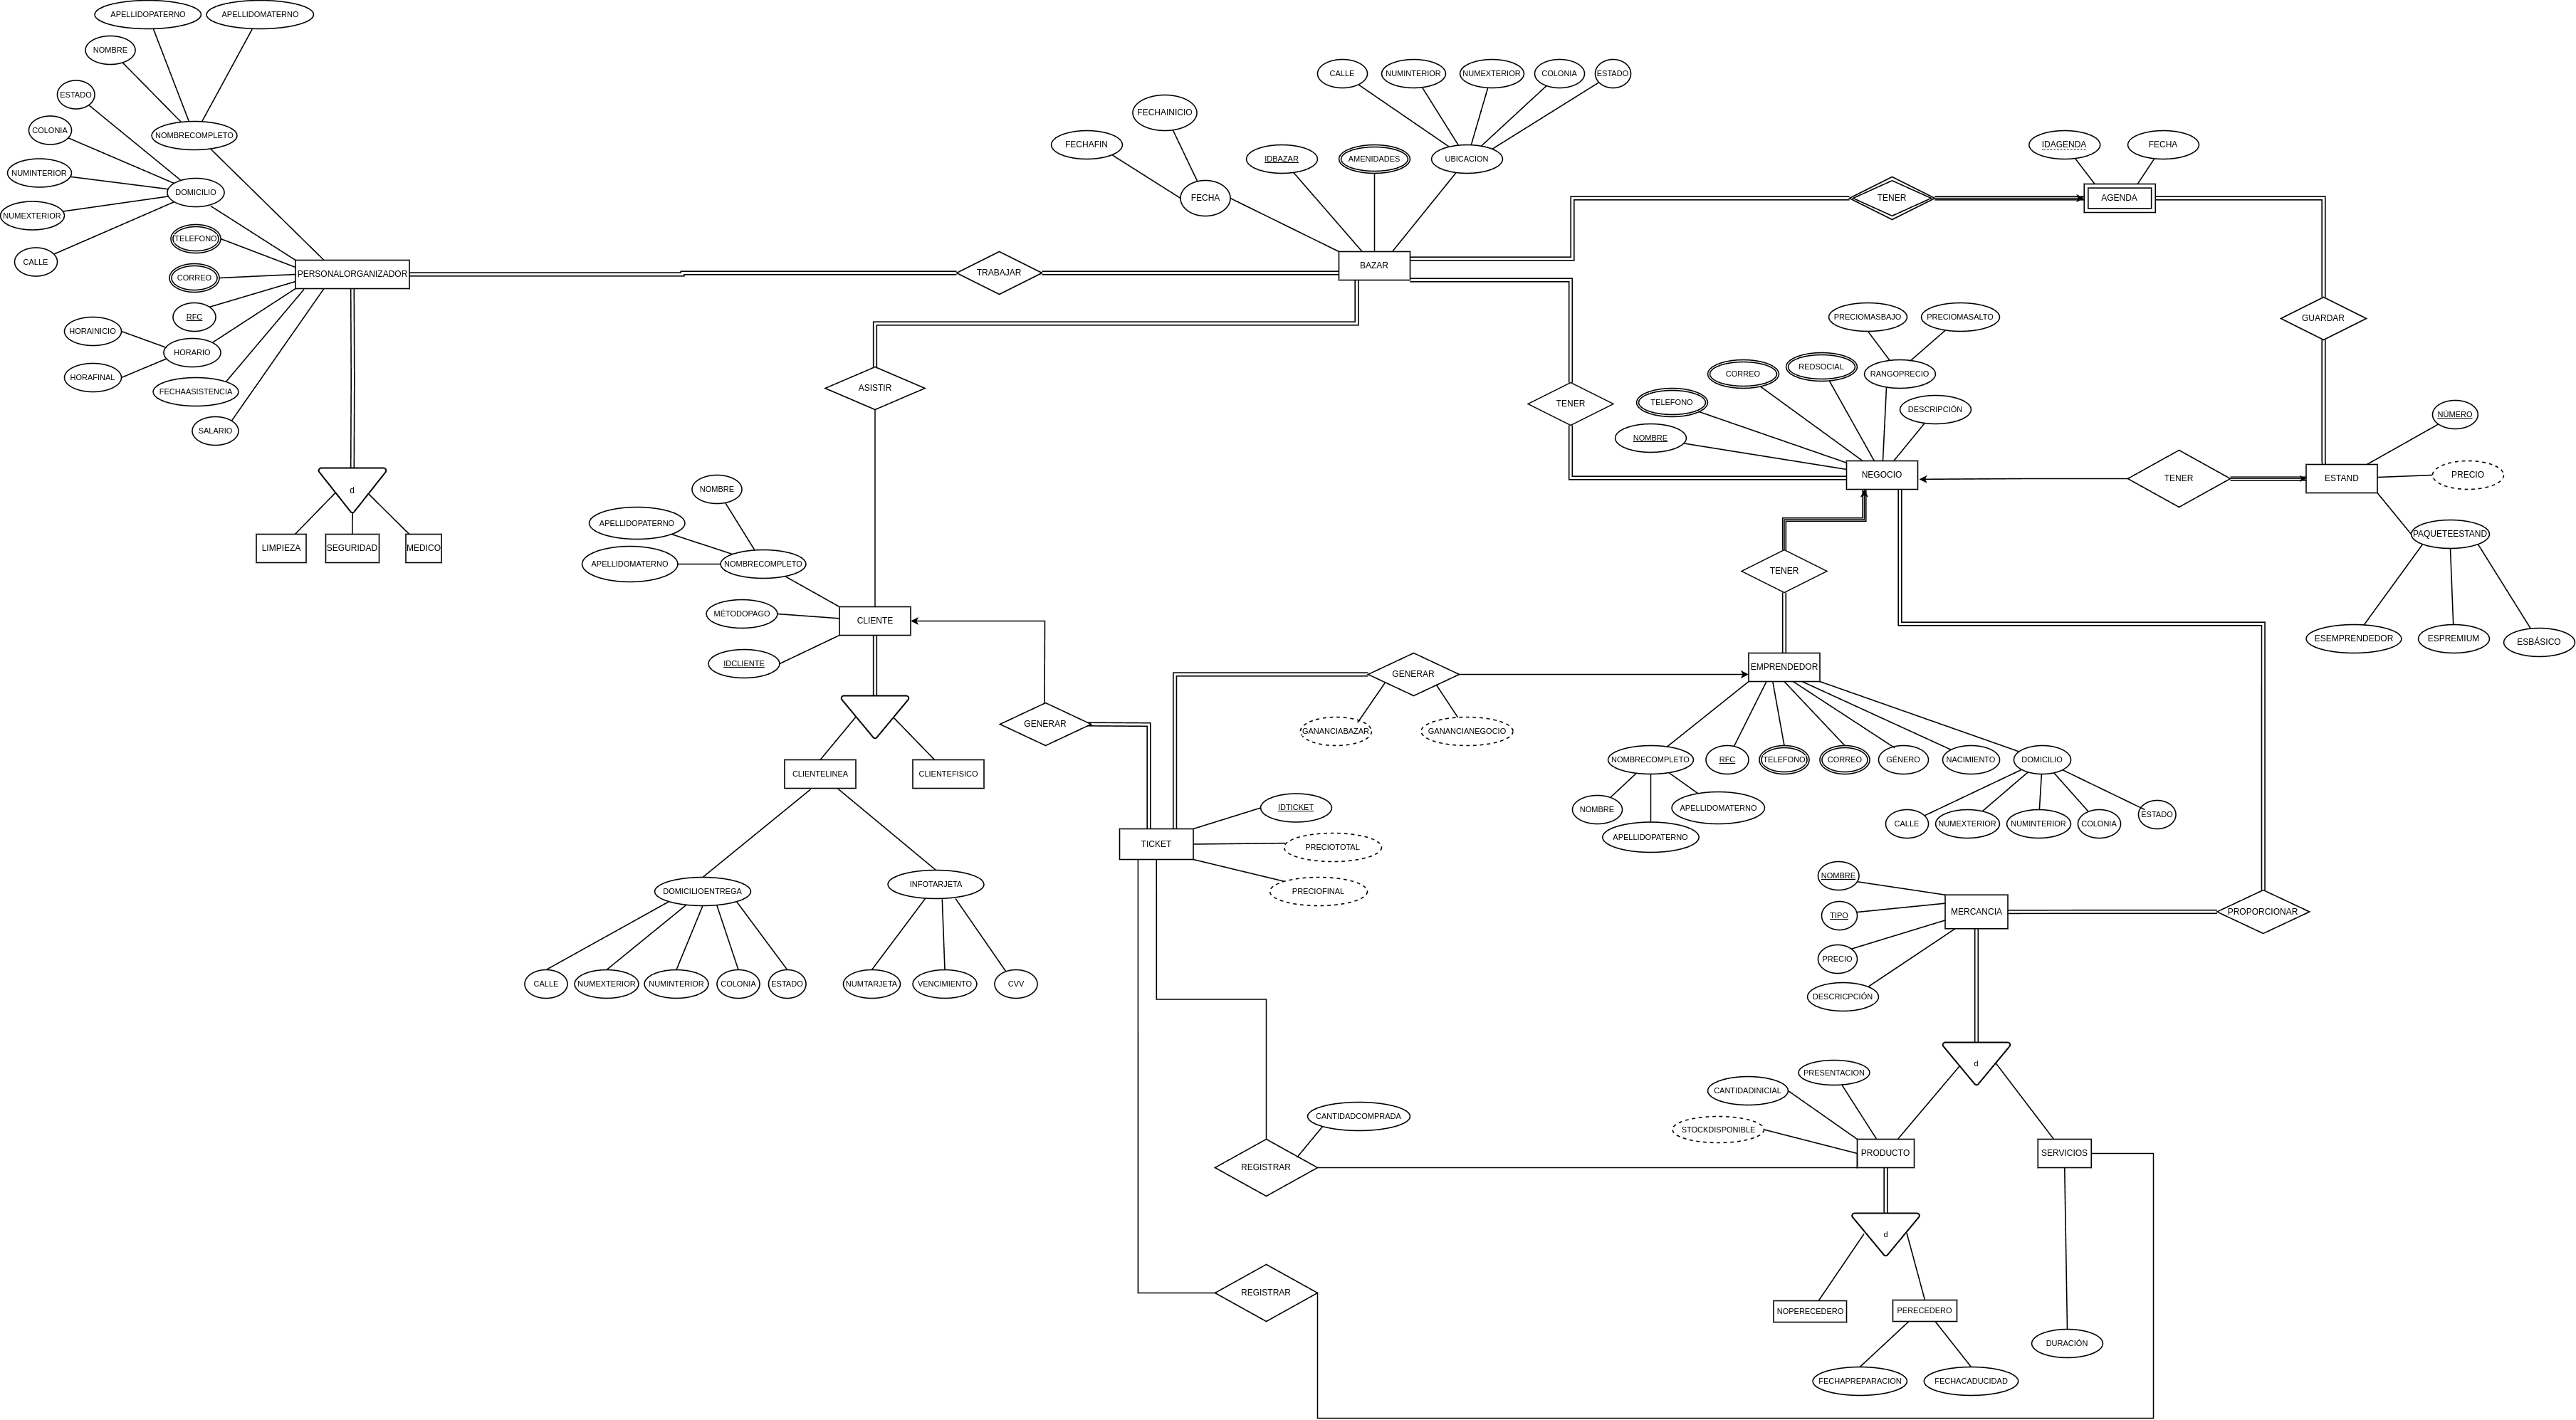 APELLIDOPATERNO
APELLIDOMATERNO
NOMBRE
ESTADO
COLONIA
NOMBRECOMPLETO
NUMINTERIOR
DOMICILIO
NUMEXTERIOR
TELEFONO
CALLE
CORREO
PERSONALORGANIZADOR
RFC
HORAINICIO
HORARIO
HORAFINAL
FECHAASISTENCIA
SALARIO
d
LIMPIEZA
SEGURIDAD
MEDICO
TRABAJAR
CALLE
NUMINTERIOR
NUMEXTERIOR
COLONIA
ESTADO
FECHAINICIO
FECHAFIN
IDBAZAR
AMENIDADES
UBICACION
FECHA
BAZAR
TENER
IDAGENDA
FECHA
AGENDA
GUARDAR
ASISTIR
TENER
PRECIOMASBAJO
PRECIOMASALTO
REDSOCIAL
RANGOPRECIO
CORREO
TELEFONO
DESCRIPCIÓN
NOMBRE
NEGOCIO
TENER
ESTAND
NÚMERO
PRECIO
PAQUETEESTAND
ESEMPRENDEDOR
ESPREMIUM
ESBÁSICO
NOMBRE
APELLIDOPATERNO
APELLIDOMATERNO
NOMBRECOMPLETO
MÉTODOPAGO
CLIENTE
IDCLIENTE
GENERAR
CLIENTELINEA
CLIENTEFISICO
DOMICILIOENTREGA
INFOTARJETA
CALLE
NUMEXTERIOR
NUMINTERIOR
COLONIA
ESTADO
NUMTARJETA
VENCIMIENTO
CVV
TENER
EMPRENDEDOR
GENERAR
GANANCIABAZAR
GANANCIANEGOCIO
NOMBRECOMPLETO
RFC
TELEFONO
CORREO
GÉNERO
NACIMIENTO
DOMICILIO
NOMBRE
APELLIDOMATERNO
APELLIDOPATERNO
CALLE
NUMEXTERIOR
NUMINTERIOR
COLONIA
ESTADO
IDTICKET
TICKET
PRECIOTOTAL
PRECIOFINAL
NOMBRE
TIPO
MERCANCIA
PROPORCIONAR
PRECIO
DESCRICPCIÓN
d
PRESENTACION
CANTIDADINICIAL
STOCKDISPONIBLE
CANTIDADCOMPRADA
PRODUCTO
SERVICIOS
REGISTRAR
d
REGISTRAR
NOPERECEDERO
PERECEDERO
DURACIÓN
FECHAPREPARACION
FECHACADUCIDAD